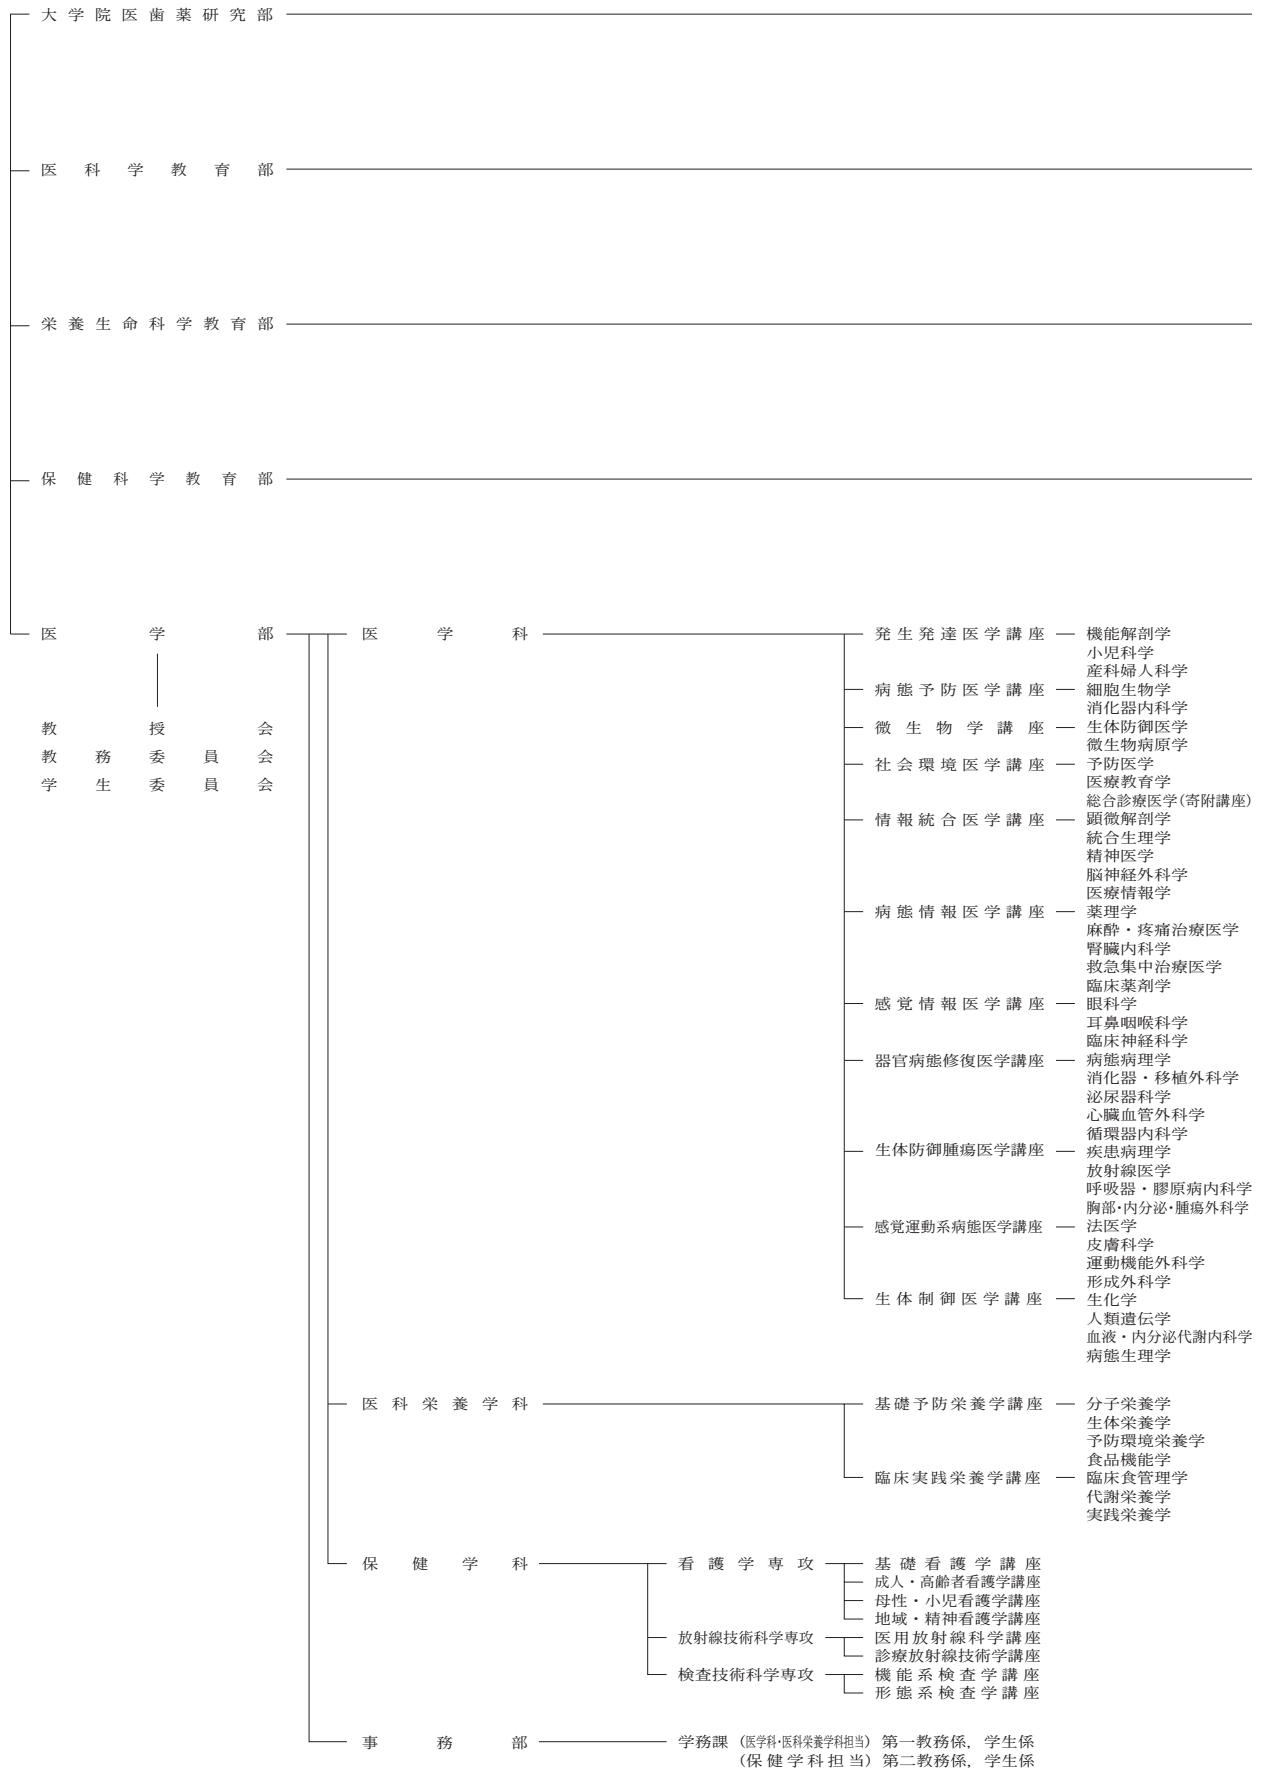 大学院医歯薬研究部
医科学教育部
栄養生命科学教育部
保健科学教育部
医学部
教授会
教務委員会
学生委員会
医学科
発生発達医学講座
機能解剖学
小児科学
産科婦人科学
病態予防医学講座
細胞生物学
消化器内科学
微生物学講座
生体防御医学
微生物病原学
社会環境医学講座
予防医学
医療教育学
総合診療医学(寄附講座)
情報統合医学講座
顕微解剖学
統合生理学
精神医学
脳神経外科学
医療情報学
病態情報医学講座
薬理学
麻酔・疼痛治療医学
腎臓内科学
救急集中治療医学
臨床薬剤学
感覚情報医学講座
眼科学
耳鼻咽喉科学
臨床神経科学
器官病態修復医学講座
病態病理学
消化器・移植外科学
泌尿器科学
心臓血管外科学
循環器内科学
生体防御腫瘍医学講座
疾患病理学
放射線医学
呼吸器・膠原病内科学
胸部・内分泌・腫瘍外科学
感覚運動系病態医学講座
法医学
皮膚科学
運動機能外科学
形成外科学
生体制御医学講座
生化学
人類遺伝学
血液・内分泌代謝内科学
病態生理学
医科栄養学科
基礎予防栄養学講座
分子栄養学
生体栄養学
予防環境栄養学
食品機能学
臨床実践栄養学講座
臨床食管理学
代謝栄養学
実践栄養学
保健学科
看護学専攻
基礎看護学講座
成人・高齢者看護学講座
母性・小児看護学講座
地域・精神看護学講座
放射線技術科学専攻
医用放射線科学講座
診療放射線技術学講座
検査技術科学専攻
機能系検査学講座
形態系検査学講座
事務部
学務課（医学科・医科栄養学科担当）第一教務係，学生係
（保健学科担当）第二教務係，学生係